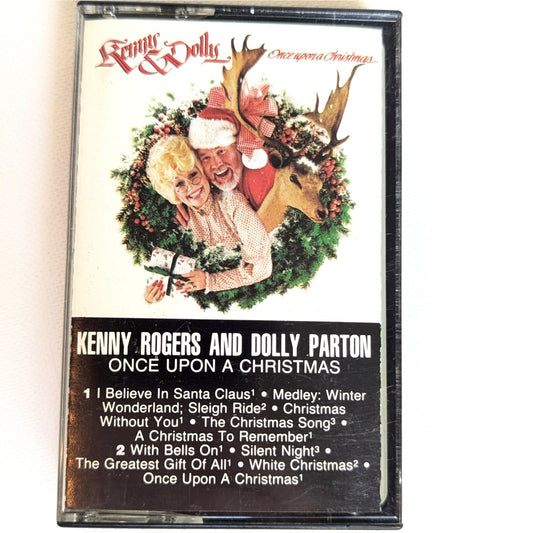 Kenny & Dolly
Once upon a Christmas
KENNY ROGERS AND DOLLY PARTON
ONCE UPON A CHRISTMAS
1 I Believe In Santa Claus¹ • Medley: Winter
Wonderland; Sleigh Ride² • Christmas
Without You¹ • The Christmas Song³ •
A Christmas To Remember¹
2 With Bells On¹ • Silent Night³ •
The Greatest Gift Of All¹ • White Christmas² •
Once Upon A Christmas¹